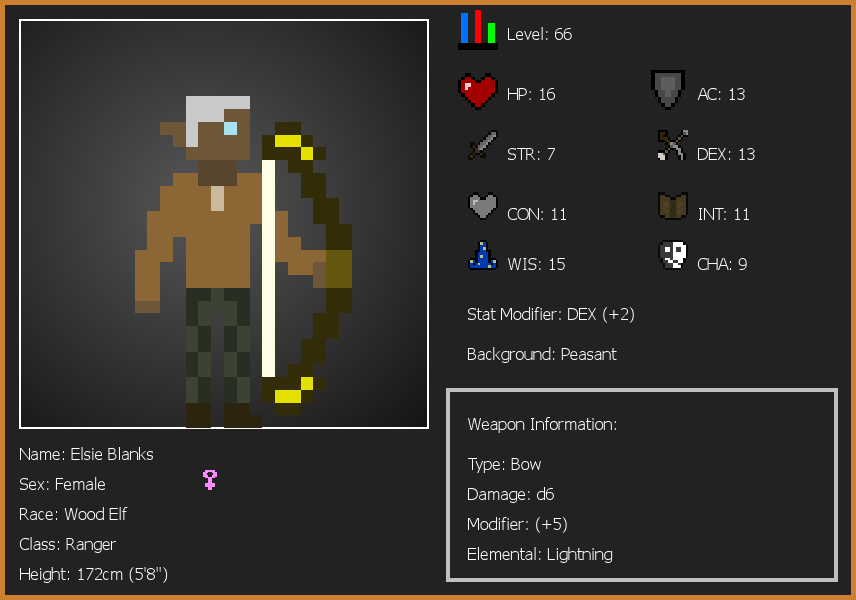 Level: 66
HP: 16
AC: 13
STR: 7
DEX: 13
CON: 11
INT: 11
WIS: 15
CHA: 9
Stat Modifier: DEX (+2)
Background: Peasant
Weapon Information:
Type: Bow
Damage: d6
Modifier: (+5)
Elemental: Lightning
Name: Elsie Blanks
Sex: Female
Race: Wood Elf
Class: Ranger
Height: 172cm (5'8")